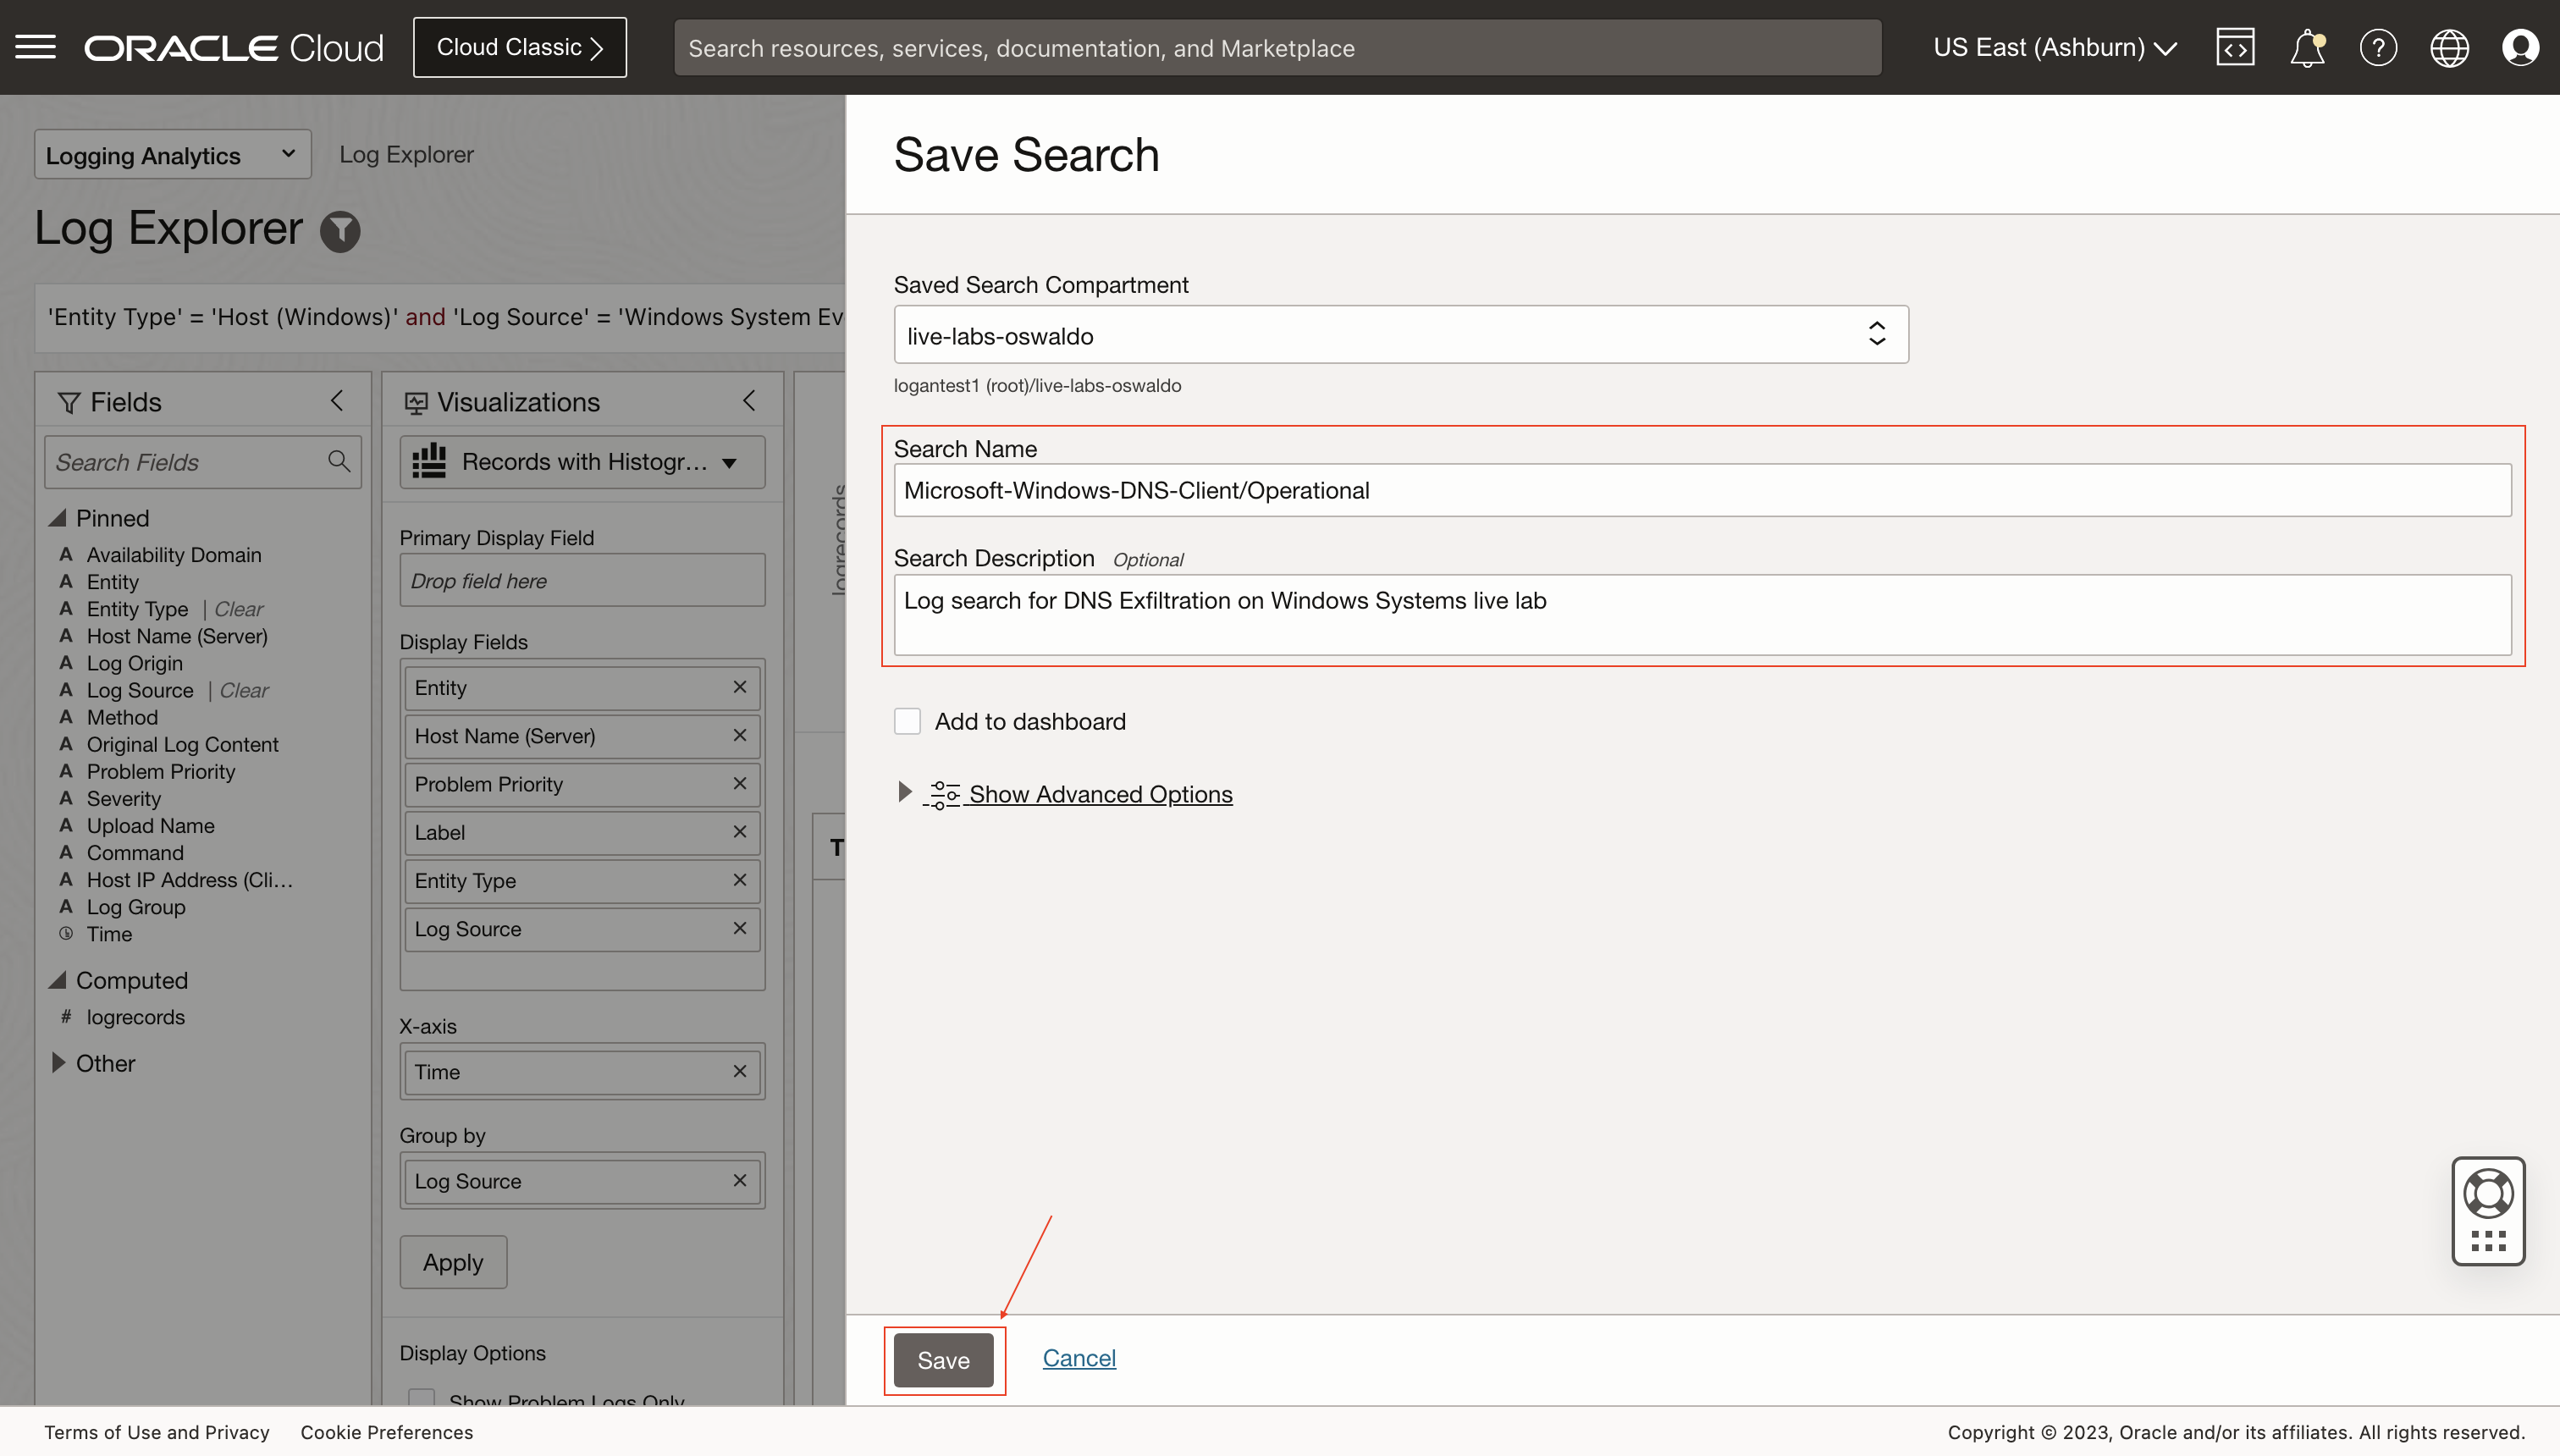 ORACLE Cloud
Cloud Classic
Search resources, services, documentation, and Marketplace
US East (Ashburn)
Logging Analytics
Log Explorer
Log Explorer
'Entity Type' = 'Host (Windows)' and 'Log Source' = 'Windows System Ev
Fields
Search Fields
Pinned
A Availability Domain
A Entity
A Entity Type | Clear
A Host Name (Server)
A Log Origin
A Log Source | Clear
A Method
A Original Log Content
A Problem Priority
A Severity
A Upload Name
A Command
A Host IP Address (Cli...
A Log Group
Time
Computed
# logrecords
Other
Visualizations
Records with Histogr...
Primary Display Field
Drop field here
Display Fields
Entity
Host Name (Server)
Problem Priority
Label
Entity Type
Log Source
X-axis
Time
Group by
Log Source
Apply
Display Options
Show Problem Logs Only
logrecords
T
Save Search
Saved Search Compartment
live-labs-oswaldo
logantest1 (root)/live-labs-oswaldo
Search Name
Microsoft-Windows-DNS-Client/Operational
Search Description Optional
Log search for DNS Exfiltration on Windows Systems live lab
Add to dashboard
Show Advanced Options
Save
Cancel
Terms of Use and Privacy
Cookie Preferences
Copyright © 2023, Oracle and/or its affiliates. All rights reserved.